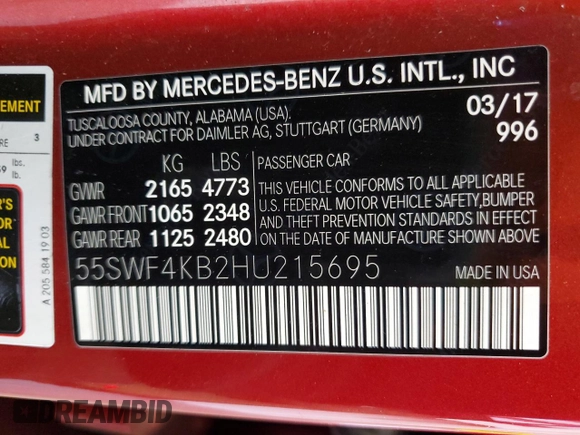 MFD BY MERCEDES-BENZ U.S. INTL., INC
TUSCALOOSA COUNTY, ALABAMA (USA).
UNDER CONTRACT FOR DAIMLER AG, STUTTGART (GERMANY)
03/17
996
KG LBS
GVWR 2165 4773
GAWR FRONT 1065 2348
GAWR REAR 1125 2480
PASSENGER CAR
THIS VEHICLE CONFORMS TO ALL APPLICABLE
U.S. FEDERAL MOTOR VEHICLE SAFETY,BUMPER
AND THEFT PREVENTION STANDARDS IN EFFECT
ON THE DATE OF MANUFACTURE SHOWN ABOVE.
55SWF4KB2HU215695
MADE IN USA
3
lbs.
lb.
A 205 584 19 03
DREAMBID